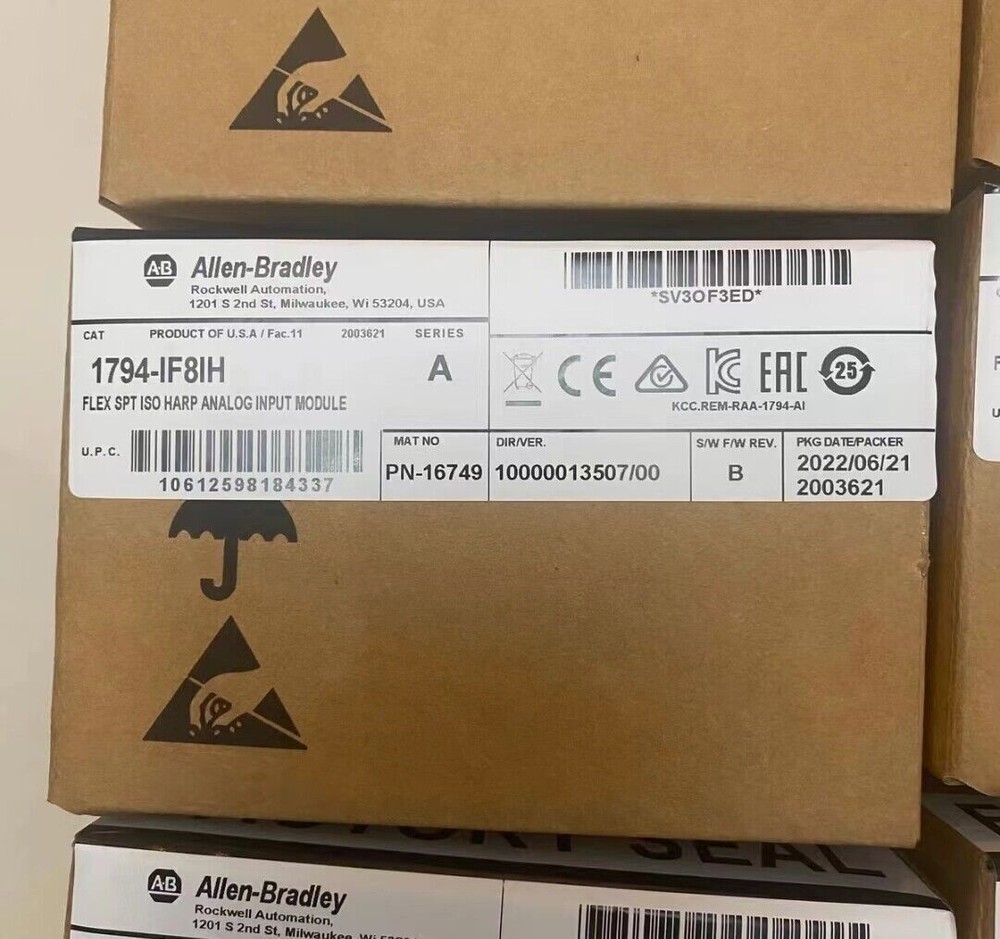 AB Allen-Bradley
Rockwell Automation,
1201 S 2nd St, Milwaukee, Wi 53204, USA
*SV3OF3ED*
CAT PRODUCT OF U.S.A / Fac.11 2003621 SERIES
1794-IF8IH A
FLEX SPT ISO HARP ANALOG INPUT MODULE
CE EAC 25
KCC.REM-RAA-1794-AI
U.P.C.
10612598184337
MAT NO
PN-16749
DIR/VER.
10000013507/00
S/W F/W REV.
B
PKG DATE/PACKER
2022/06/21
2003621
SEAL
AB Allen-Bradley
Rockwell Automation,
1201 S 2nd St, Milwaukee